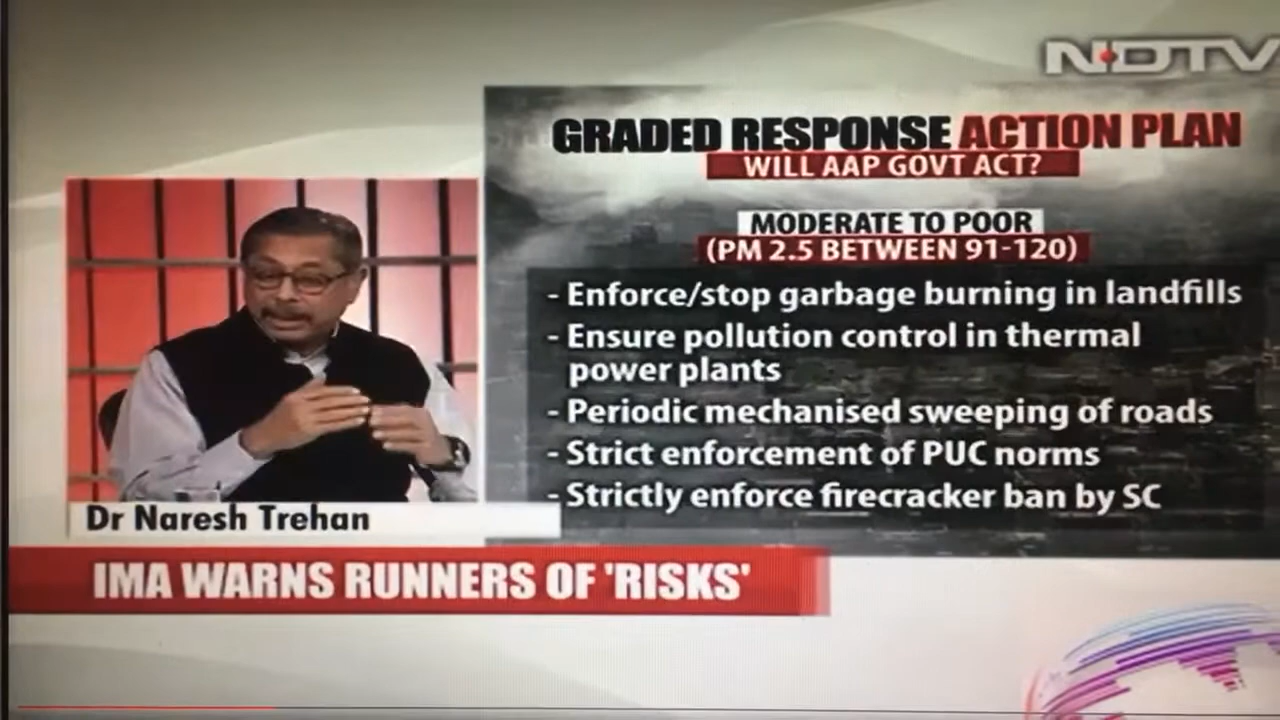 NDTV
GRADED RESPONSE ACTION PLAN
WILL AAP GOVT ACT?
MODERATE TO POOR
(PM 2.5 BETWEEN 91-120)
- Enforce/stop garbage burning in landfills
- Ensure pollution control in thermal
power plants
- Periodic mechanised sweeping of roads
- Strict enforcement of PUC norms
- Strictly enforce firecracker ban by SC
Dr Naresh Trehan
IMA WARNS RUNNERS OF 'RISKS'